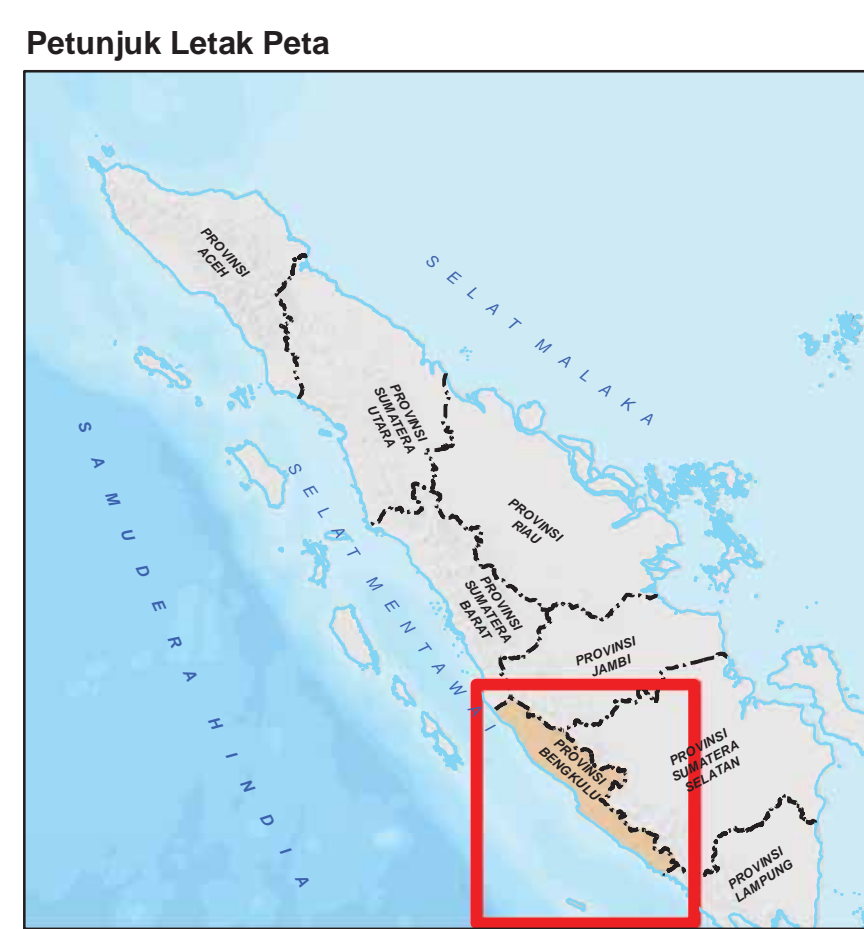 Petunjuk Letak Peta
PROVINSI
ACEH
SELAT MALAKA
PROVINSI
SUMATERA
UTARA
SAMUDERA HINDIA
SELAT MENTAWAI
PROVINSI
RIAU
PROVINSI
SUMATERA
BARAT
PROVINSI
JAMBI
PROVINSI
BENGKULU
PROVINSI
SUMATERA
SELATAN
PROVINSI
LAMPUNG